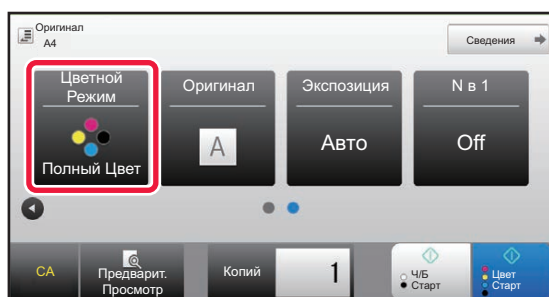 Оригинал
A4
Сведения
Цветной
Режим
Полный Цвет
Оригинал
A
Экспозиция
Авто
N в 1
Off
CA
Предварит.
Просмотр
Копий
1
Ч/Б
Старт
Цвет
Старт